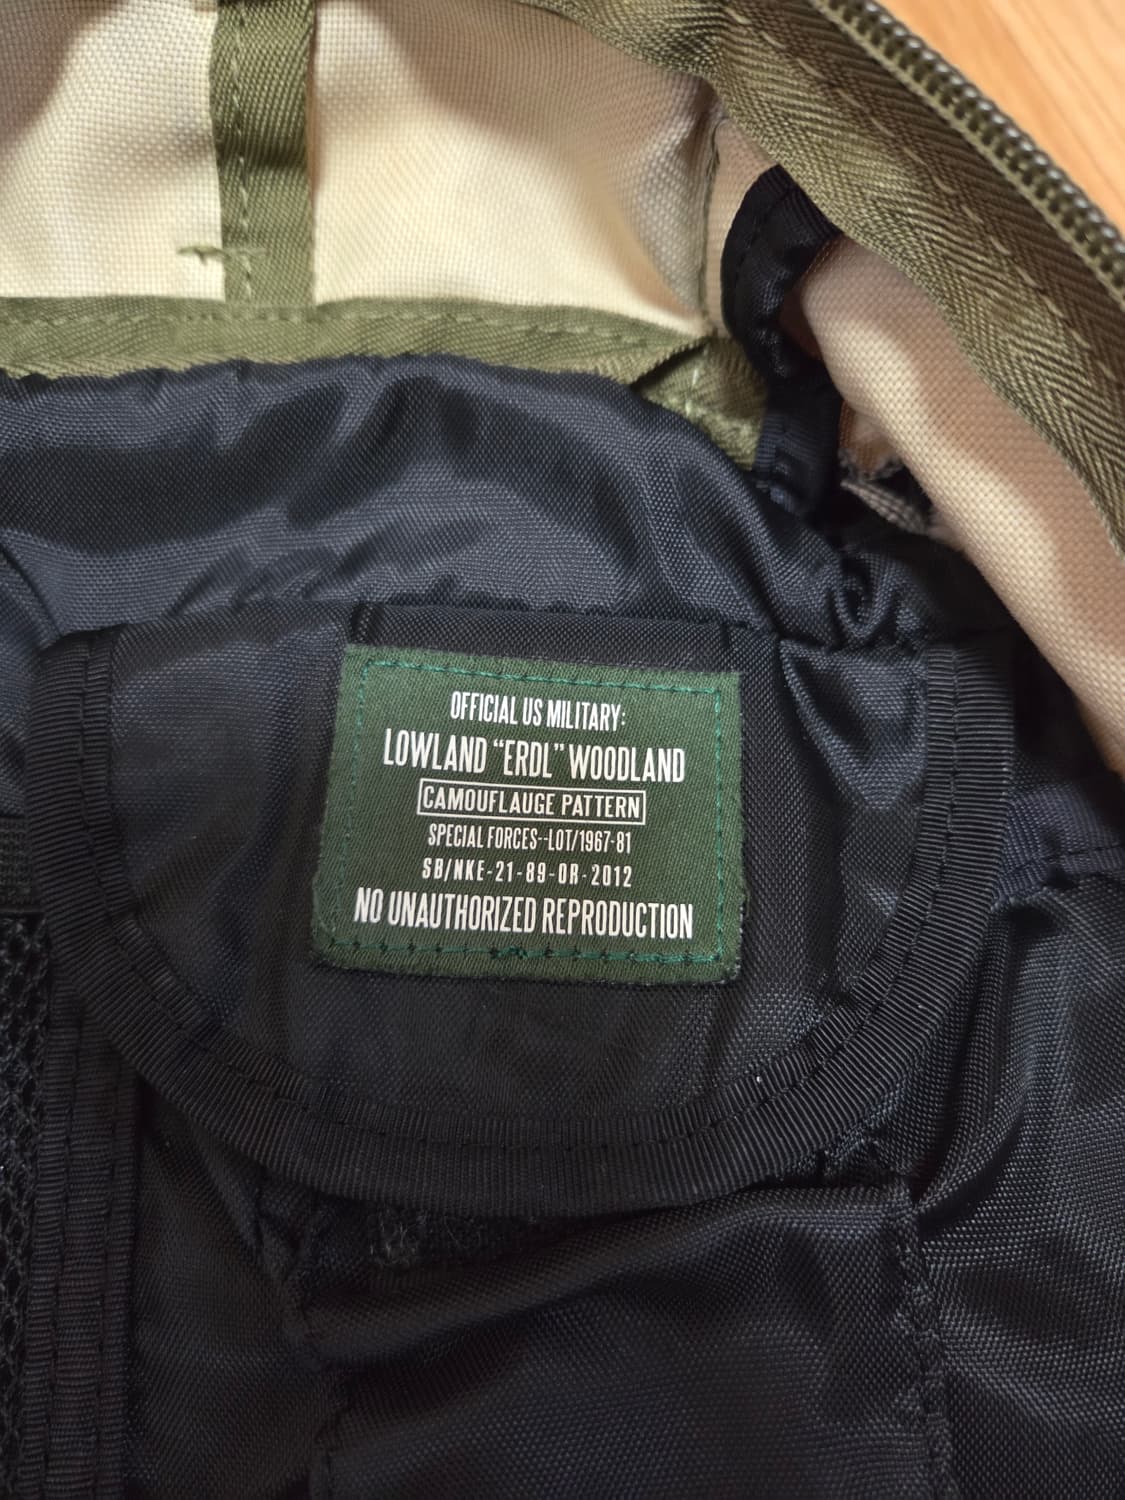 OFFICIAL US MILITARY:
LOWLAND “ERDL” WOODLAND
CAMOUFLAUGE PATTERN
SPECIAL FORCES--LOT/1967-81
SB/NKE-21-89-OR-2012
NO UNAUTHORIZED REPRODUCTION